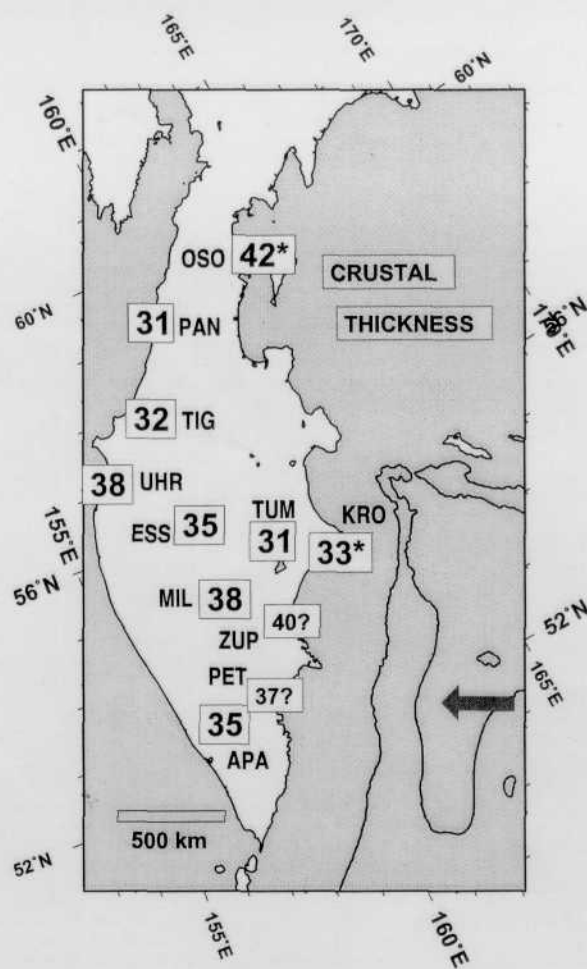 165°E
170°E
60°N
160°E
OSO 42*
CRUSTAL
THICKNESS
60°N
31 PAN
32 TIG
38 UHR
TUM
KRO
ESS 35
31
33*
155°E
56°N
MIL 38
40?
ZUP
52°N
165°E
PET
37?
35
APA
500 km
52°N
155°E
160°E